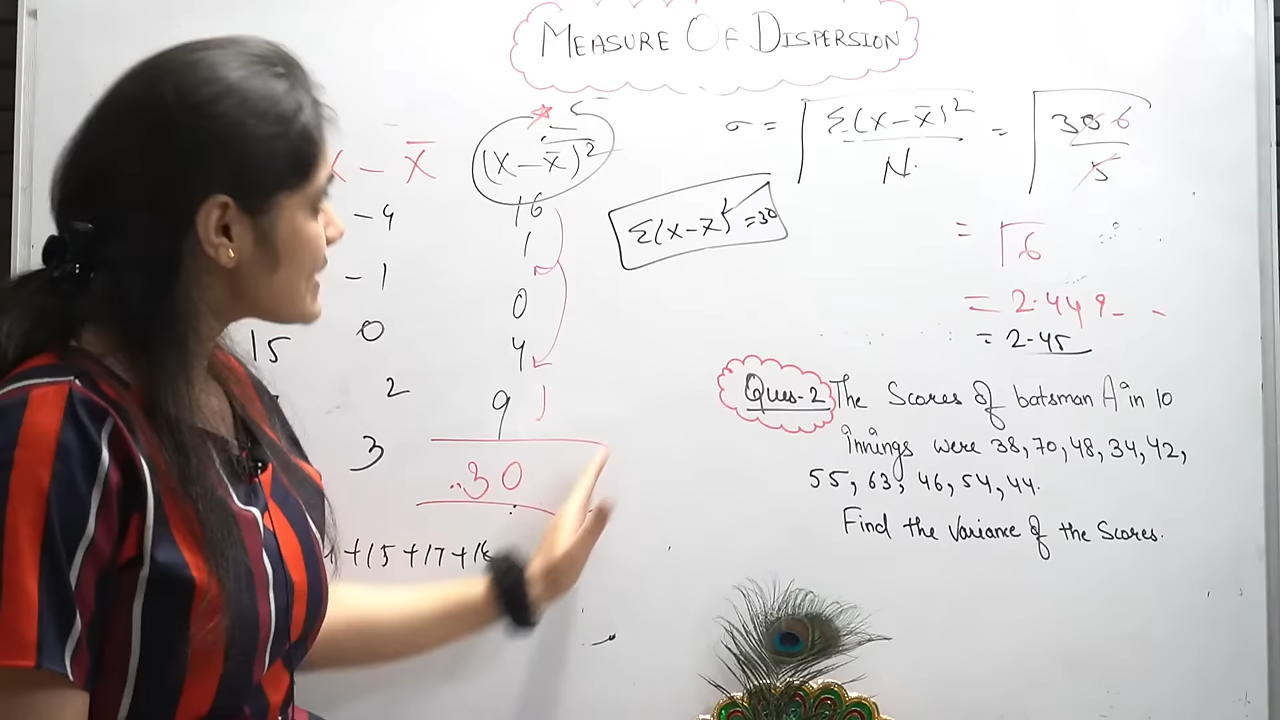 MEASURE OF DISPERSION
X - X̄
(X-X̄)²
-4
16
-1
1
15
0
0
2
4
3
9
30
+15+17+18
Σ(X-X̄)²=30
σ = √Σ(X-X̄)²/N = √30 6/5
= √6
= 2.449
= 2.45
Ques-2 The Scores of batsman A in 10
innings were 38, 70, 48, 34, 42,
55, 63, 46, 54, 44.
Find the Variance of the Scores.